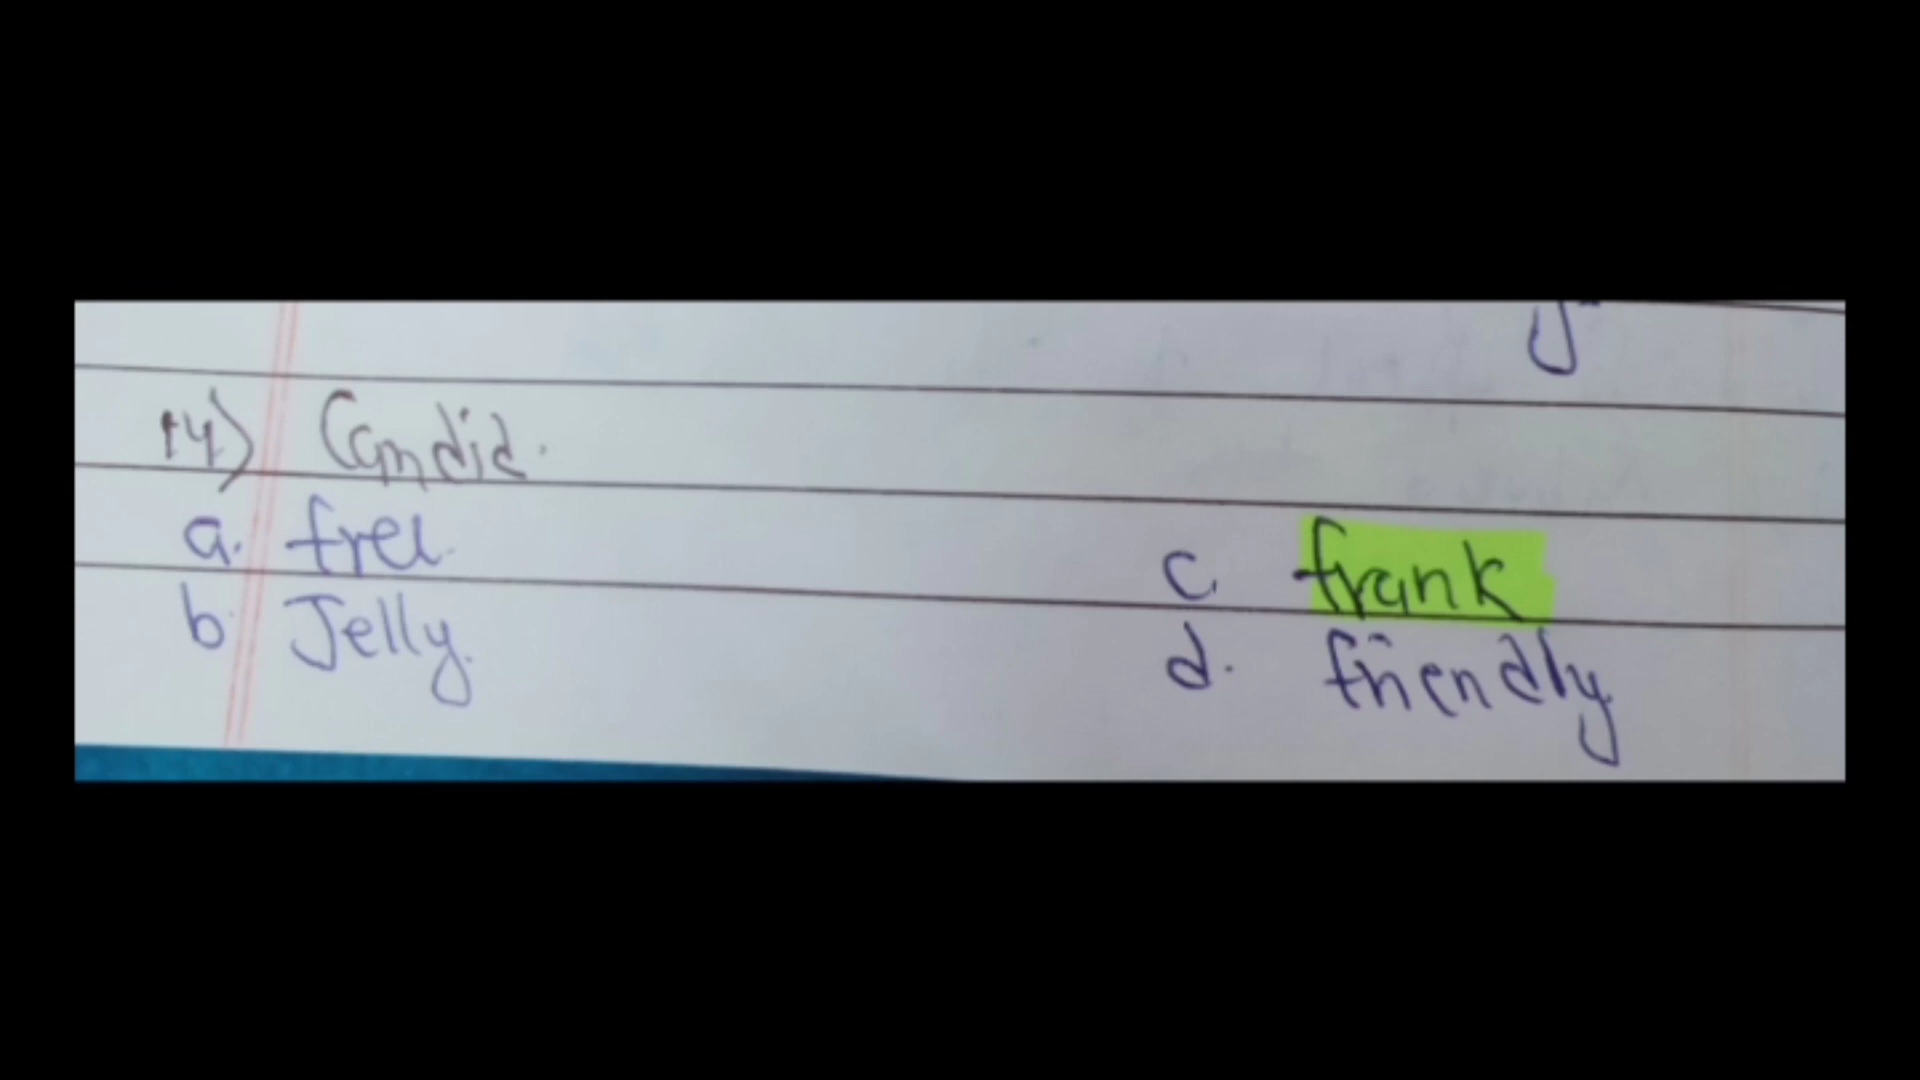 14) Candid.
a. free.
b. Jelly.
c. frank
d. friendly